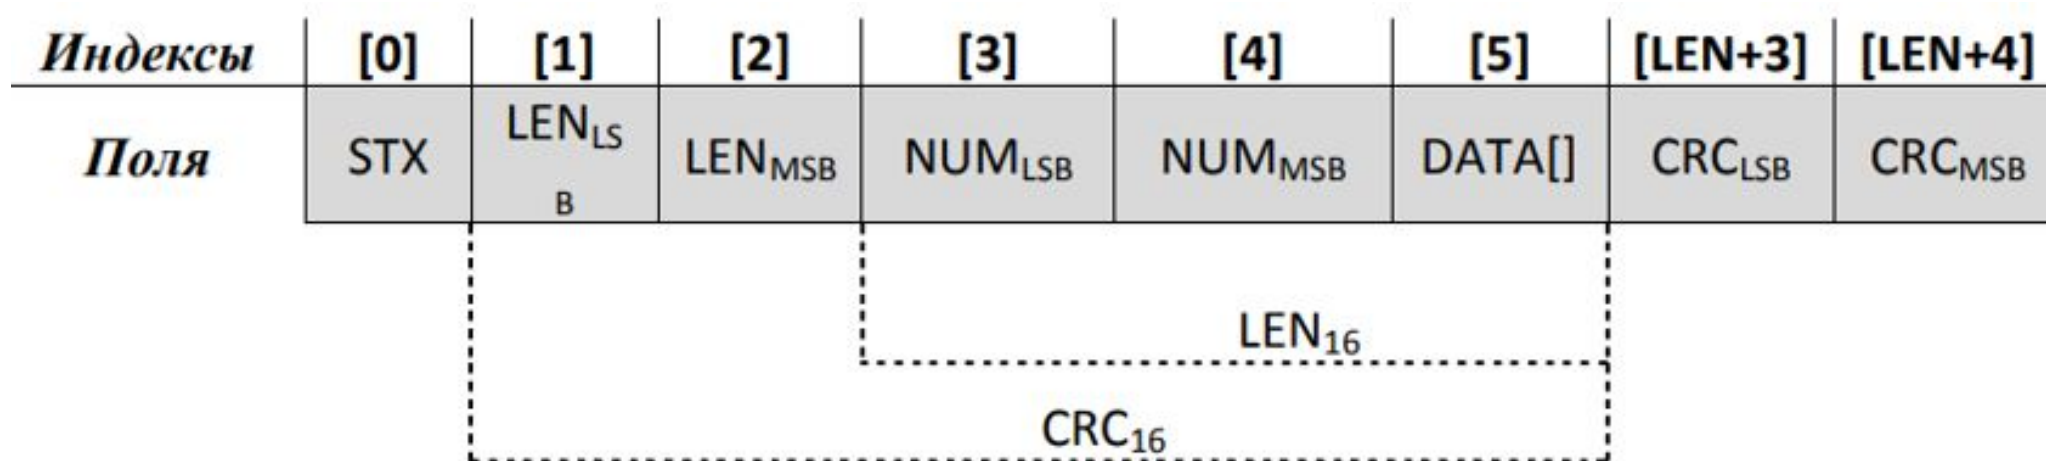 Индексы [0] [1] [2] [3] [4] [5] [LEN+3] [LEN+4]
Поля STX LENLS
B LENMSB NUMLSB NUMMSB DATA[] CRCLSB CRCMSB
LEN16
CRC16